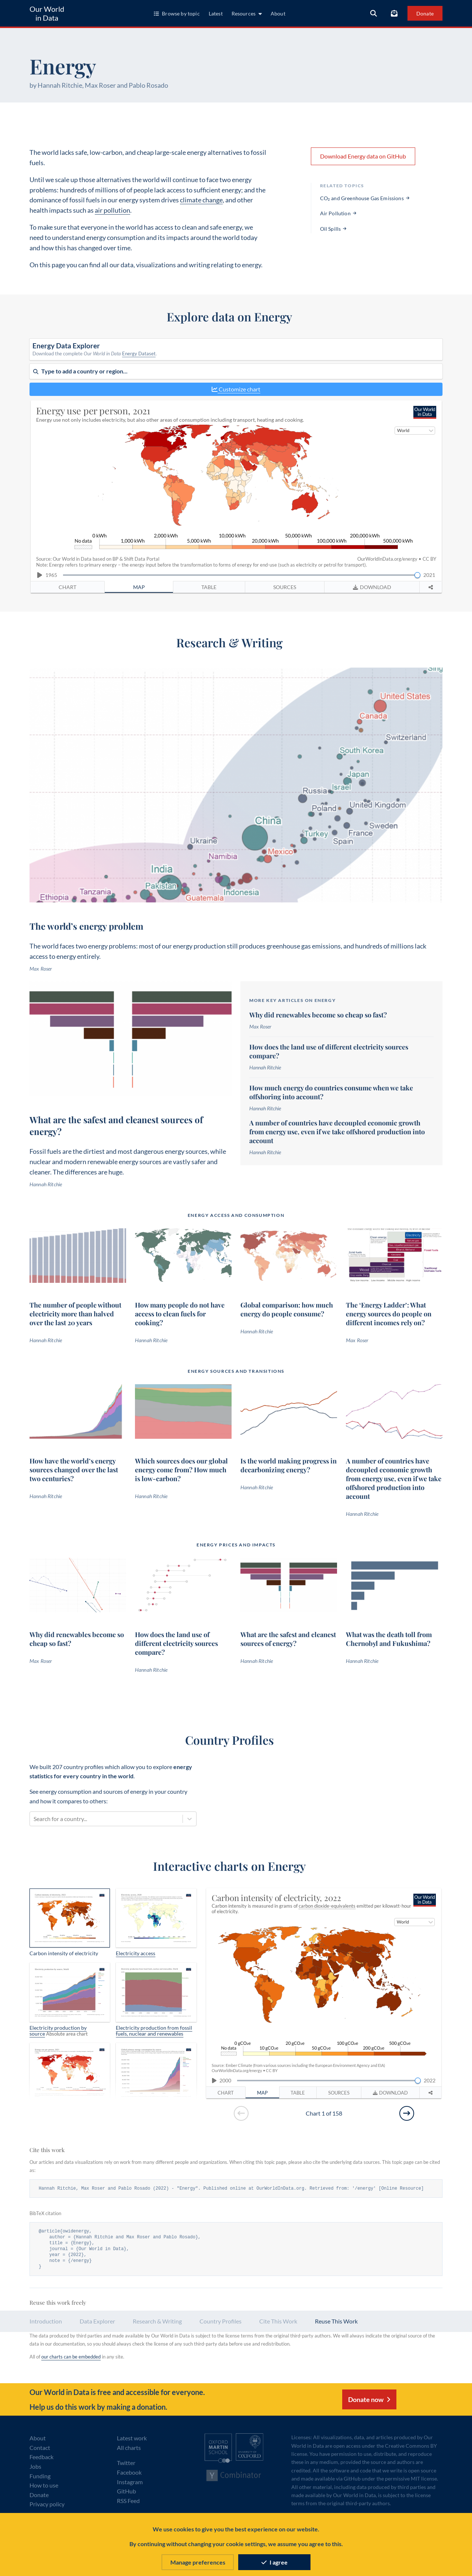 Our World
in Data
Browse by topic
Latest
Resources
About
Donate
Energy
by Hannah Ritchie, Max Roser and Pablo Rosado
The world lacks safe, low-carbon, and cheap large-scale energy alternatives to fossil
fuels.
Until we scale up those alternatives the world will continue to face two energy
problems: hundreds of millions of people lack access to sufficient energy; and the
dominance of fossil fuels in our energy system drives climate change, and other
health impacts such as air pollution.
To make sure everyone in the world has access to clean and safe energy, we
need to understand energy consumption and its impacts around the world today
and how this has changed over time.
On this page you can find all our data, visualizations and writing relating to energy.
Download Energy data on GitHub
RELATED TOPICS
CO₂ and Greenhouse Gas Emissions →
Air Pollution →
Oil Spills →
Explore data on Energy
Energy Data Explorer
Download the complete Our World in Data Energy Dataset.
Type to add a country or region...
Customize chart
Energy use per person, 2021
Energy use not only includes electricity, but also other areas of consumption including transport, heating and cooking.
Our World
in Data
World
No data
0 kWh
1,000 kWh
2,000 kWh
5,000 kWh
10,000 kWh
20,000 kWh
50,000 kWh
100,000 kWh
200,000 kWh
500,000 kWh
Source: Our World in Data based on BP & Shift Data Portal
OurWorldInData.org/energy • CC BY
Note: Energy refers to primary energy – the energy input before the transformation to forms of energy for end-use (such as electricity or petrol for transport).
1965
2021
CHART
MAP
TABLE
SOURCES
DOWNLOAD
Research & Writing
United States
Canada
Switzerland
South Korea
Japan
Israel
Russia
Poland
United Kingdom
China
Sweden
France
Turkey
Spain
Ukraine
Mexico
Namibia
India
Tanzania
Pakistan
Indonesia
Ethiopia
Guatemala
The world's energy problem
The world faces two energy problems: most of our energy production still produces greenhouse gas emissions, and hundreds of millions lack
access to energy entirely.
Max Roser
What are the safest and cleanest sources of
energy?
Fossil fuels are the dirtiest and most dangerous energy sources, while
nuclear and modern renewable energy sources are vastly safer and
cleaner. The differences are huge.
Hannah Ritchie
MORE KEY ARTICLES ON ENERGY
Why did renewables become so cheap so fast?
Max Roser
How does the land use of different electricity sources
compare?
Hannah Ritchie
How much energy do countries consume when we take
offshoring into account?
Hannah Ritchie
A number of countries have decoupled economic growth
from energy use, even if we take offshored production into
account
Hannah Ritchie
ENERGY ACCESS AND CONSUMPTION
The number of people without
electricity more than halved
over the last 20 years
Hannah Ritchie
How many people do not have
access to clean fuels for
cooking?
Hannah Ritchie
Global comparison: how much
energy do people consume?
Hannah Ritchie
The 'Energy Ladder': What
energy sources do people on
different incomes rely on?
Max Roser
ENERGY SOURCES AND TRANSITIONS
How have the world's energy
sources changed over the last
two centuries?
Hannah Ritchie
Which sources does our global
energy come from? How much
is low-carbon?
Hannah Ritchie
Is the world making progress in
decarbonizing energy?
Hannah Ritchie
A number of countries have
decoupled economic growth
from energy use, even if we take
offshored production into
account
Hannah Ritchie
ENERGY PRICES AND IMPACTS
Why did renewables become so
cheap so fast?
Max Roser
How does the land use of
different electricity sources
compare?
Hannah Ritchie
What are the safest and cleanest
sources of energy?
Hannah Ritchie
What was the death toll from
Chernobyl and Fukushima?
Hannah Ritchie
Country Profiles
We built 207 country profiles which allow you to explore energy
statistics for every country in the world.
See energy consumption and sources of energy in your country
and how it compares to others:
Search for a country...
Interactive charts on Energy
Carbon intensity of electricity
Electricity access
Electricity production by
source Absolute area chart
Electricity production from fossil
fuels, nuclear and renewables
Carbon intensity of electricity, 2022
Carbon intensity is measured in grams of carbon dioxide-equivalents emitted per kilowatt-hour
of electricity.
Our World
in Data
World
No data
0 gCO₂e
10 gCO₂e
20 gCO₂e
50 gCO₂e
100 gCO₂e
200 gCO₂e
500 gCO₂e
Source: Ember Climate (from various sources including the European Environment Agency and EIA)
OurWorldInData.org/energy • CC BY
2000
2022
CHART
MAP
TABLE
SOURCES
DOWNLOAD
Chart 1 of 158
Cite this work
Our articles and data visualizations rely on work from many different people and organizations. When citing this topic page, please also cite the underlying data sources. This topic page can be cited
as:
Hannah Ritchie, Max Roser and Pablo Rosado (2022) - "Energy". Published online at OurWorldInData.org. Retrieved from: '/energy' [Online Resource]
BibTeX citation
@article{owidenergy,
author = {Hannah Ritchie and Max Roser and Pablo Rosado},
title = {Energy},
journal = {Our World in Data},
year = {2022},
note = {/energy}
}
Reuse this work freely
Introduction
Data Explorer
Research & Writing
Country Profiles
Cite This Work
Reuse This Work
The data produced by third parties and made available by Our World in Data is subject to the license terms from the original third-party authors. We will always indicate the original source of the
data in our documentation, so you should always check the license of any such third-party data before use and redistribution.
All of our charts can be embedded in any site.
Our World in Data is free and accessible for everyone.
Help us do this work by making a donation.
Donate now
About
Contact
Feedback
Jobs
Funding
How to use
Donate
Privacy policy
Latest work
All charts
Twitter
Facebook
Instagram
GitHub
RSS Feed
OXFORD
MARTIN
SCHOOL
UNIVERSITY OF
OXFORD
Y Combinator
Licenses: All visualizations, data, and articles produced by Our
World in Data are open access under the Creative Commons BY
license. You have permission to use, distribute, and reproduce
these in any medium, provided the source and authors are
credited. All the software and code that we write is open source
and made available via GitHub under the permissive MIT license.
All other material, including data produced by third parties and
made available by Our World in Data, is subject to the license
terms from the original third-party authors.
We use cookies to give you the best experience on our website.
By continuing without changing your cookie settings, we assume you agree to this.
Manage preferences
I agree